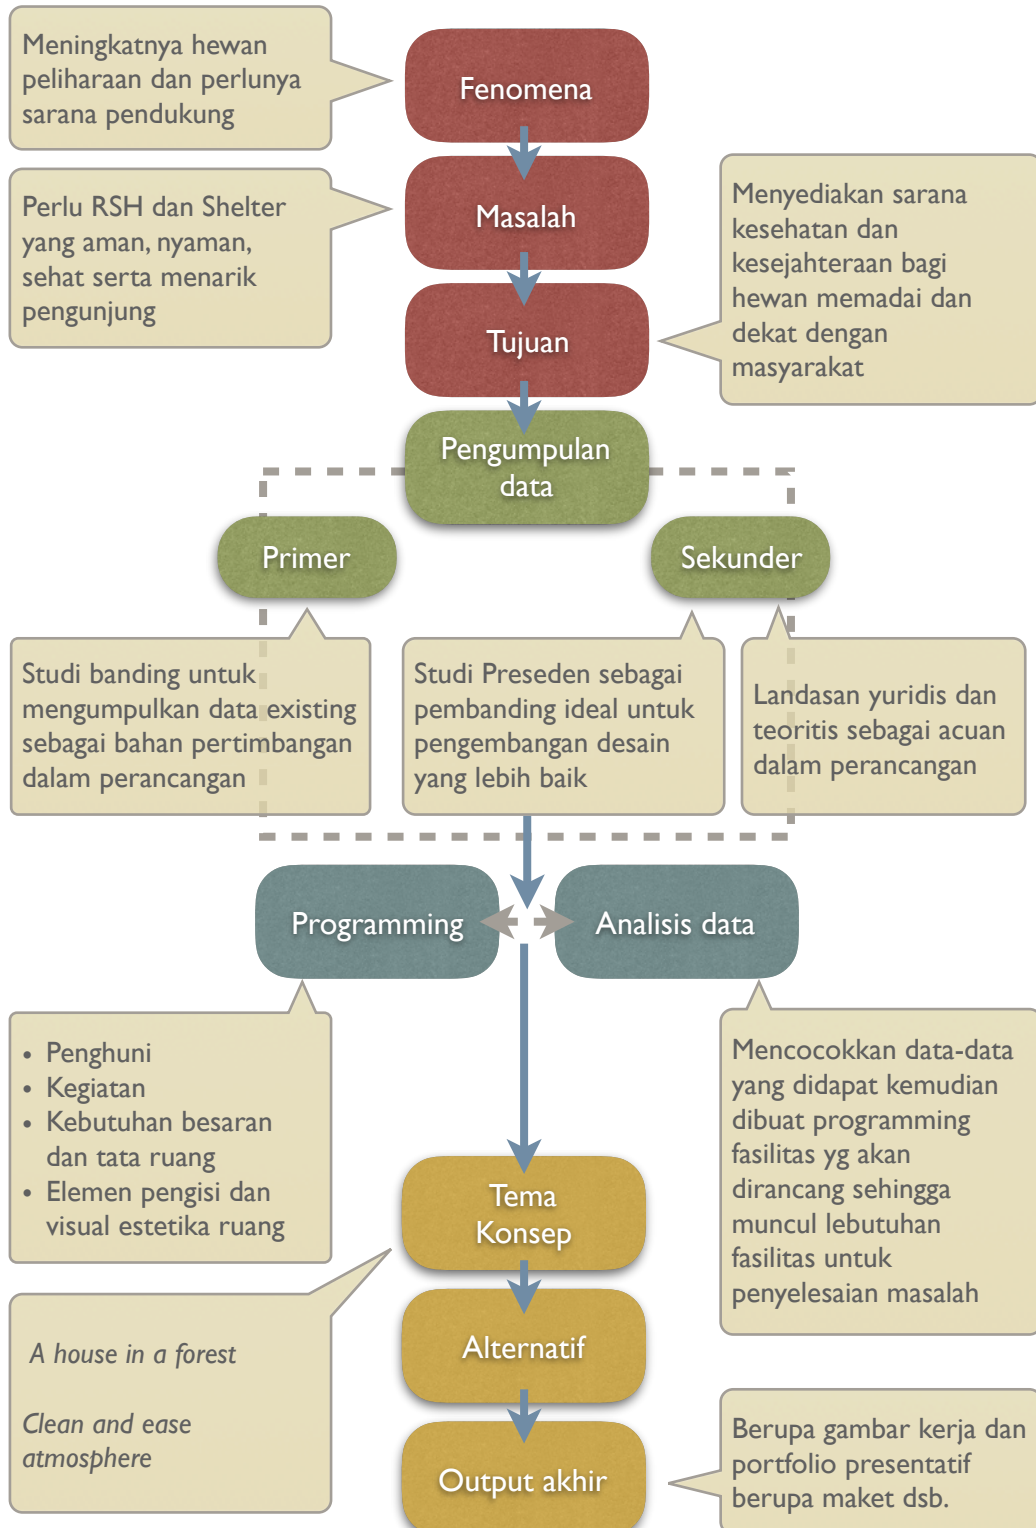 Meningkatnya hewan
peliharaan dan perlunya
sarana pendukung
Fenomena
Perlu RSH dan Shelter
yang aman, nyaman,
sehat serta menarik
pengunjung
Masalah
Menyediakan sarana
kesehatan dan
kesejahteraan bagi
hewan memadai dan
dekat dengan
masyarakat
Tujuan
Pengumpulan
data
Primer
Sekunder
Studi banding untuk
mengumpulkan data existing
sebagai bahan pertimbangan
dalam perancangan
Studi Preseden sebagai
pembanding ideal untuk
pengembangan desain
yang lebih baik
Landasan yuridis dan
teoritis sebagai acuan
dalam perancangan
Programming
Analisis data
• Penghuni
• Kegiatan
• Kebutuhan besaran
dan tata ruang
• Elemen pengisi dan
visual estetika ruang
Mencocokkan data-data
yang didapat kemudian
dibuat programming
fasilitas yg akan
dirancang sehingga
muncul lebutuhan
fasilitas untuk
penyelesaian masalah
Tema
Konsep
A house in a forest
Clean and ease
atmosphere
Alternatif
Output akhir
Berupa gambar kerja dan
portfolio presentatif
berupa maket dsb.